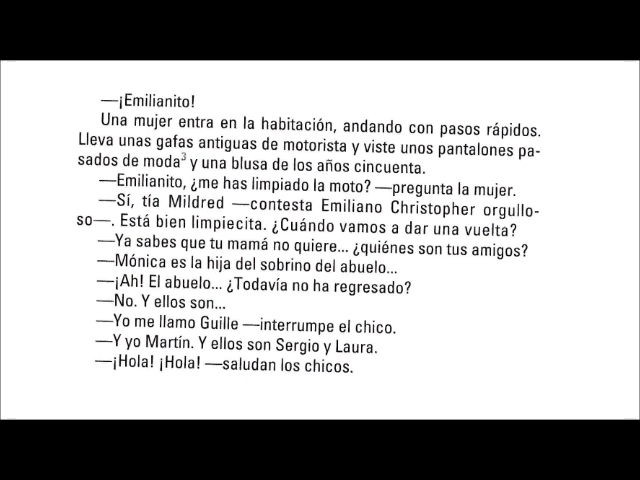 —¡Emilianito!
Una mujer entra en la habitación, andando con pasos rápidos.
Lleva unas gafas antiguas de motorista y viste unos pantalones pa-
sados de moda³ y una blusa de los años cincuenta.
—Emilianito, ¿me has limpiado la moto? —pregunta la mujer.
—Sí, tía Mildred —contesta Emiliano Christopher orgullo-
so—. Está bien limpiecita. ¿Cuándo vamos a dar una vuelta?
—Ya sabes que tu mamá no quiere... ¿quiénes son tus amigos?
—Mónica es la hija del sobrino del abuelo...
—¡Ah! El abuelo... ¿Todavía no ha regresado?
—No. Y ellos son...
—Yo me llamo Guille —interrumpe el chico.
—Y yo Martín. Y ellos son Sergio y Laura.
—¡Hola! ¡Hola! —saludan los chicos.